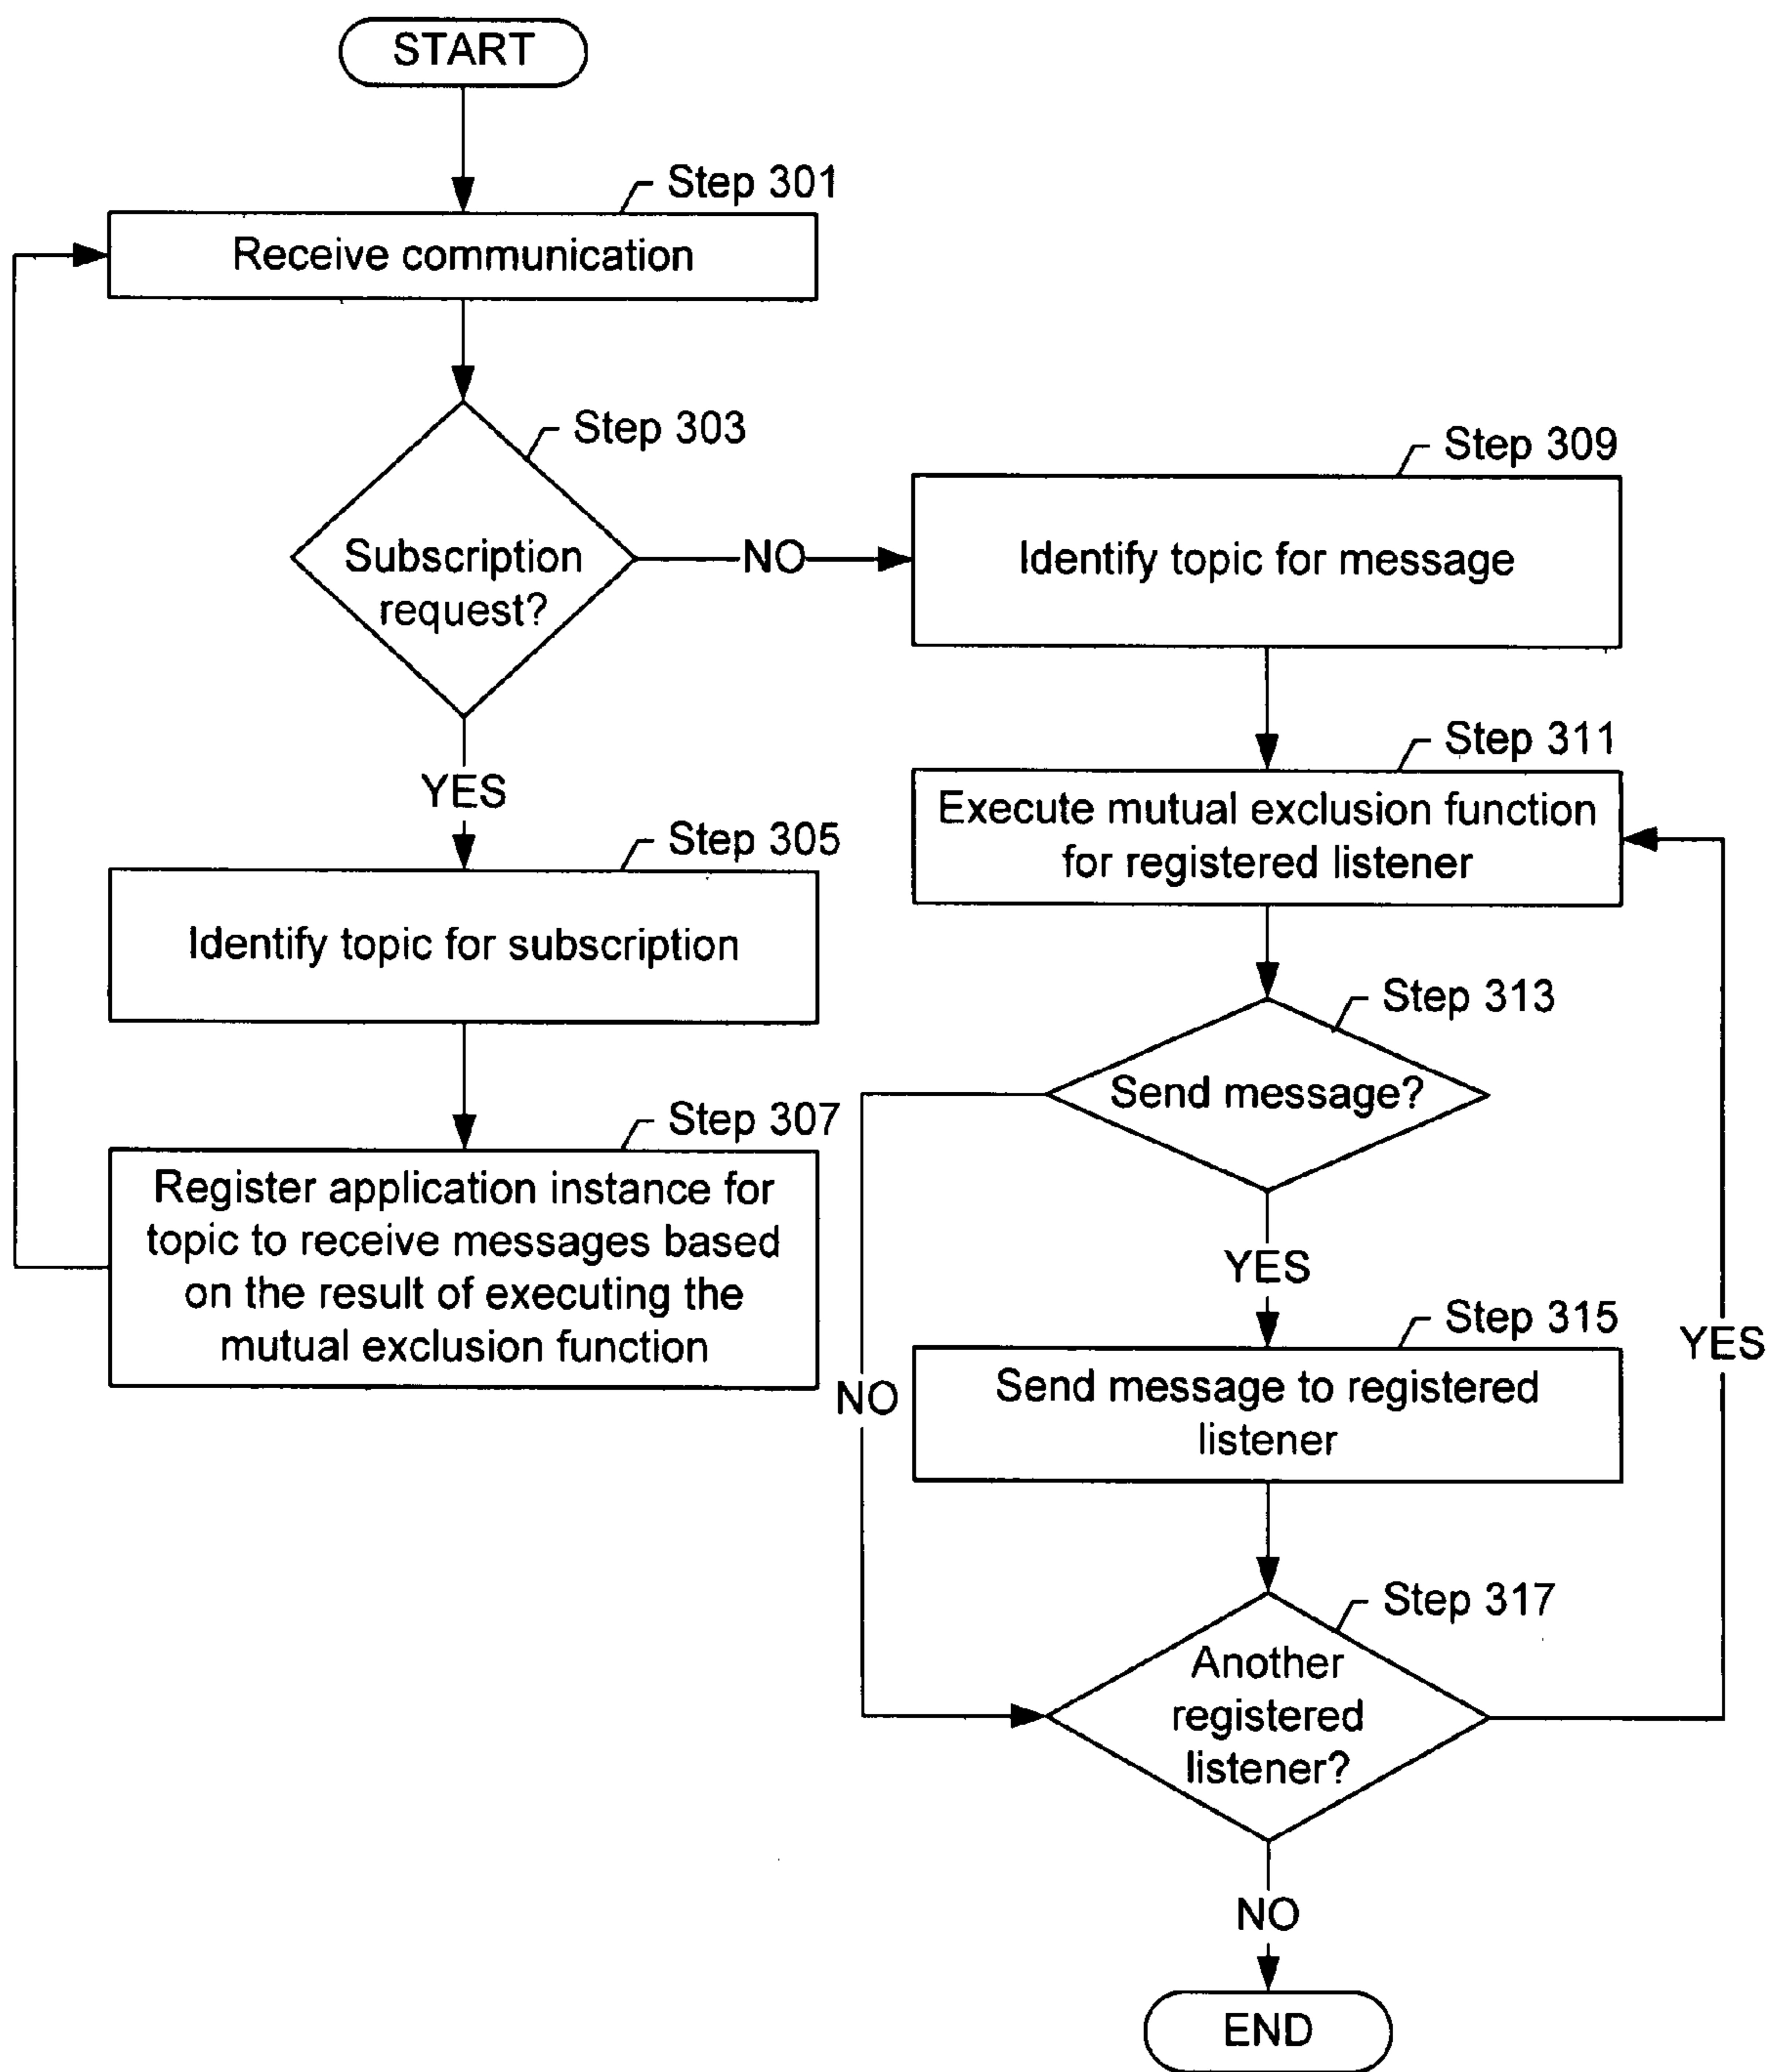 START
Step 301
Receive communication
Step 303
Subscription
request?
NO
YES
Step 305
Identify topic for subscription
Step 307
Register application instance for
topic to receive messages based
on the result of executing the
mutual exclusion function
Step 309
Identify topic for message
Step 311
Execute mutual exclusion function
for registered listener
Step 313
Send message?
YES
NO
Step 315
Send message to registered
listener
Step 317
Another
registered
listener?
YES
NO
END